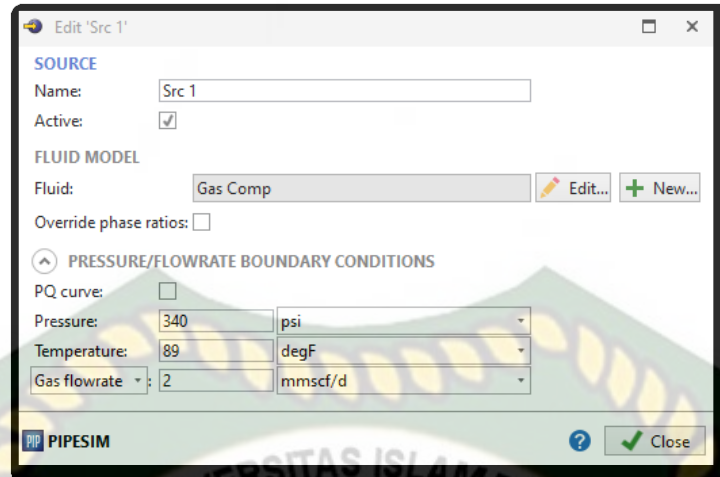 Edit 'Src 1'
SOURCE
Name: Src 1
Active:
FLUID MODEL
Fluid: Gas Comp Edit... New...
Override phase ratios:
PRESSURE/FLOWRATE BOUNDARY CONDITIONS
PQ curve:
Pressure: 340 psi
Temperature: 89 degF
Gas flowrate : 2 mmscf/d
PIP PIPESIM ? Close